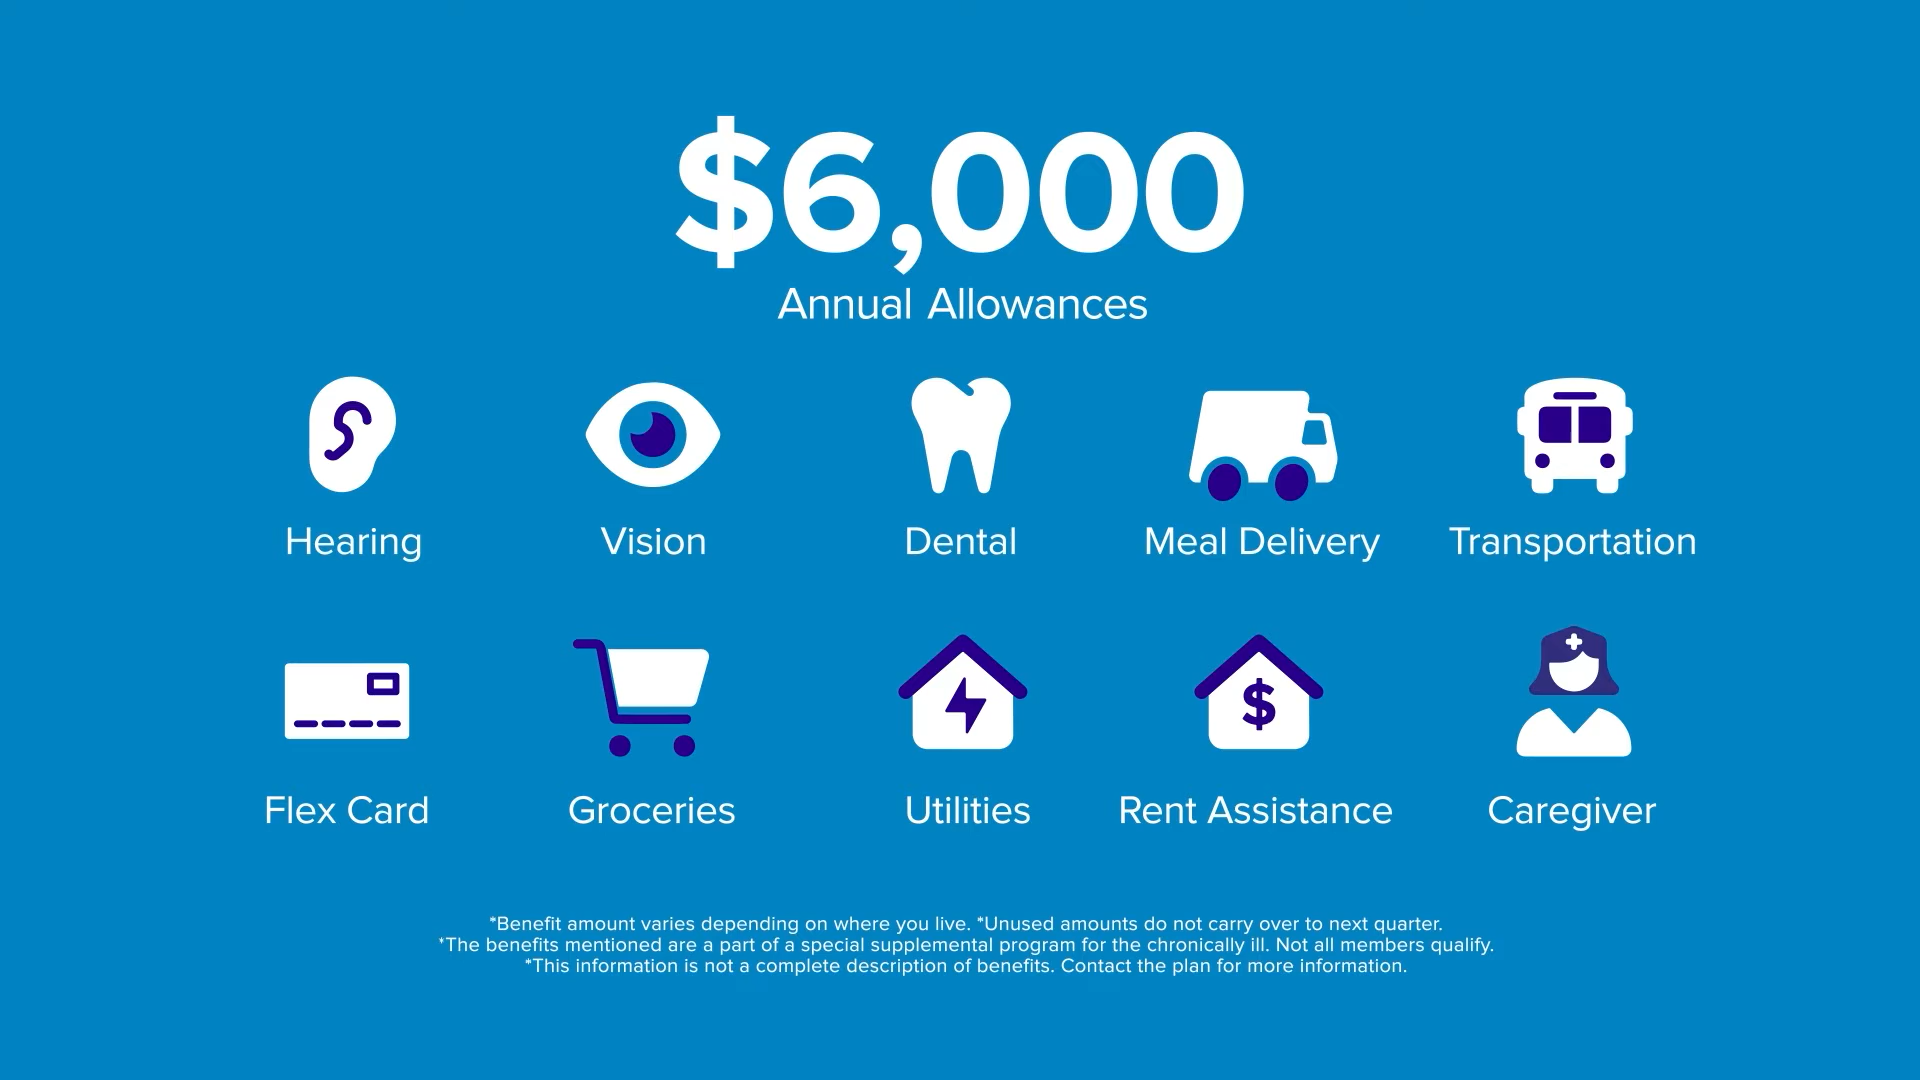 $6,000
Annual Allowances
Hearing
Vision
Dental
Meal Delivery
Transportation
$
Flex Card
Groceries
Utilities
Rent Assistance
Caregiver
*Benefit amount varies depending on where you live. *Unused amounts do not carry over to next quarter.
*The benefits mentioned are a part of a special supplemental program for the chronically ill. Not all members qualify.
*This information is not a complete description of benefits. Contact the plan for more information.